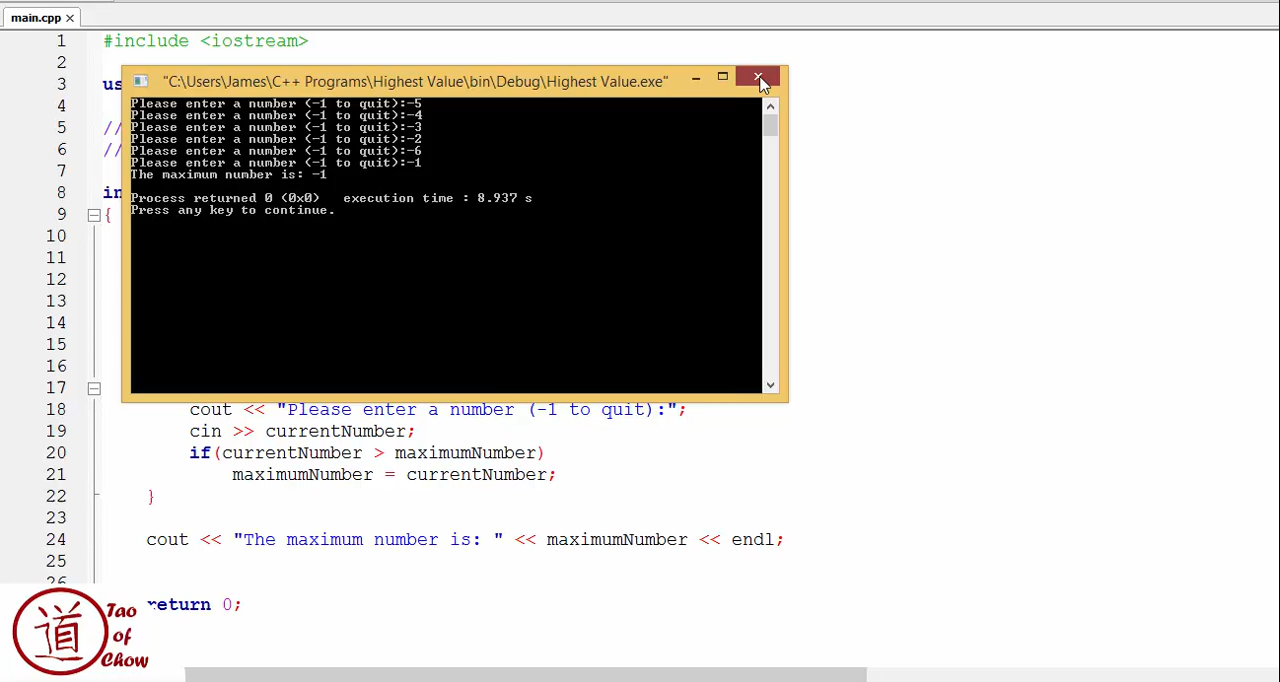 main.cpp
1 #include <iostream>
2
3 us
4
5 //
6 //
7
8 in
9 {
10
11
12
13
14
15
16
17
18 cout << "Please enter a number (-1 to quit):";
19 cin >> currentNumber;
20 if(currentNumber > maximumNumber)
21 maximumNumber = currentNumber;
22 }
23
24 cout << "The maximum number is: " << maximumNumber << endl;
25
26
return 0;
"C:\Users\James\C++ Programs\Highest Value\bin\Debug\Highest Value.exe"
Please enter a number (-1 to quit):-5
Please enter a number (-1 to quit):-4
Please enter a number (-1 to quit):-3
Please enter a number (-1 to quit):-2
Please enter a number (-1 to quit):-6
Please enter a number (-1 to quit):-1
The maximum number is: -1
Process returned 0 (0x0)   execution time : 8.937 s
Press any key to continue.
道
Tao
of
Chow